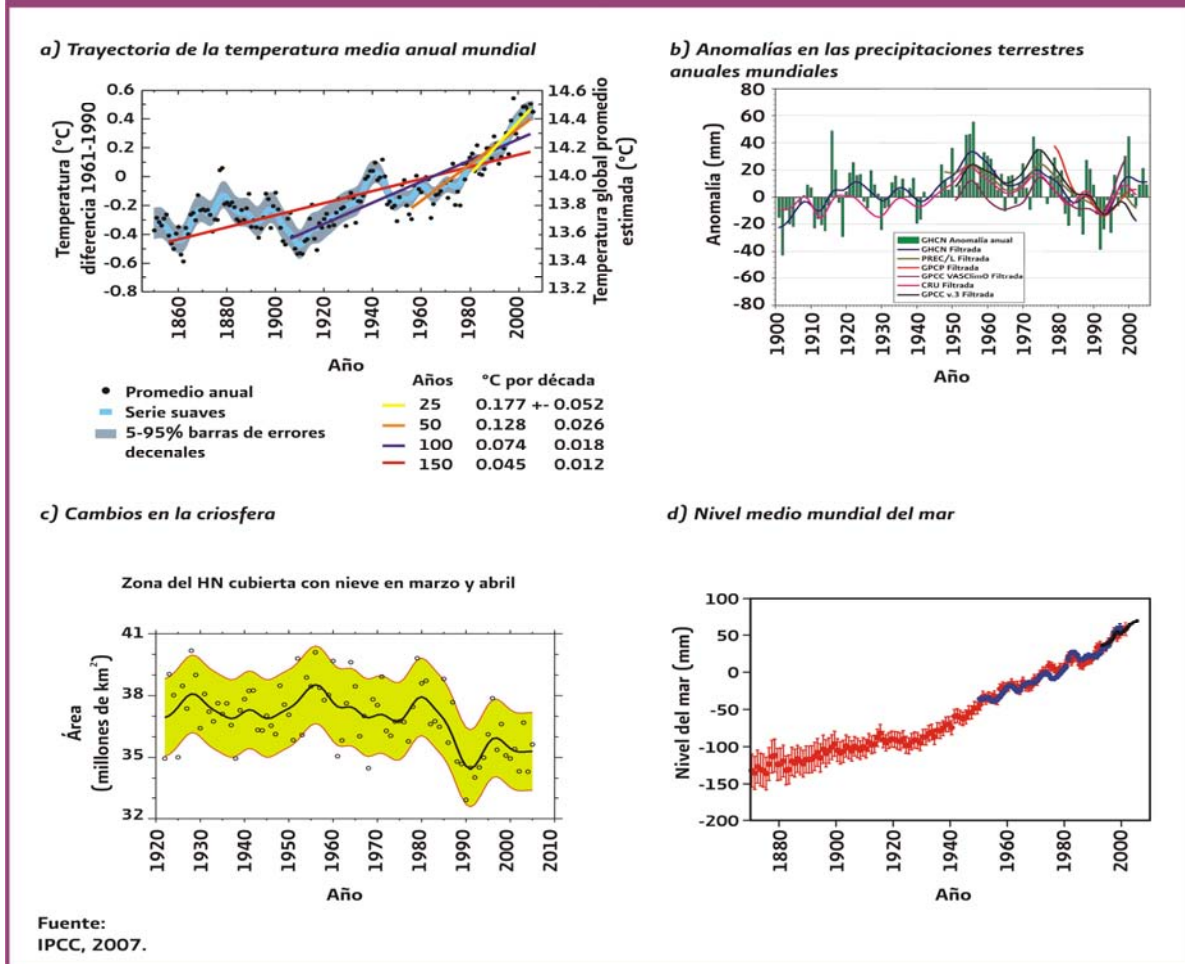 a) Trayectoria de la temperatura media anual mundial
Temperatura (°C)
diferencia 1961-1990
0.6
0.4
0.2
0
-0.2
-0.4
-0.6
-0.8
14.6
14.4
14.2
14.0
13.8
13.6
13.4
13.2
Temperatura global promedio
estimada (°C)
1860
1880
1900
1920
1940
1960
1980
2000
Año
Promedio anual
Serie suaves
5-95% barras de errores
decenales
Años °C por década
25 0.177 +- 0.052
50 0.128 0.026
100 0.074 0.018
150 0.045 0.012
b) Anomalías en las precipitaciones terrestres
anuales mundiales
Anomalía (mm)
80
60
40
20
0
-20
-40
-60
-80
GHCN Anomalía anual
GHCN Filtrada
PREC/L Filtrada
GPCP Filtrada
GPCC VASClimO Filtrada
CRU Filtrada
GPCC v.3 Filtrada
1900
1910
1920
1930
1940
1950
1960
1970
1980
1990
2000
Año
c) Cambios en la criosfera
Zona del HN cubierta con nieve en marzo y abril
Área
(millones de km²)
41
38
35
32
1920
1930
1940
1950
1960
1970
1980
1990
2000
2010
Año
d) Nivel medio mundial del mar
Nivel del mar (mm)
100
50
0
-50
-100
-150
-200
1880
1900
1920
1940
1960
1980
2000
Año
Fuente:
IPCC, 2007.